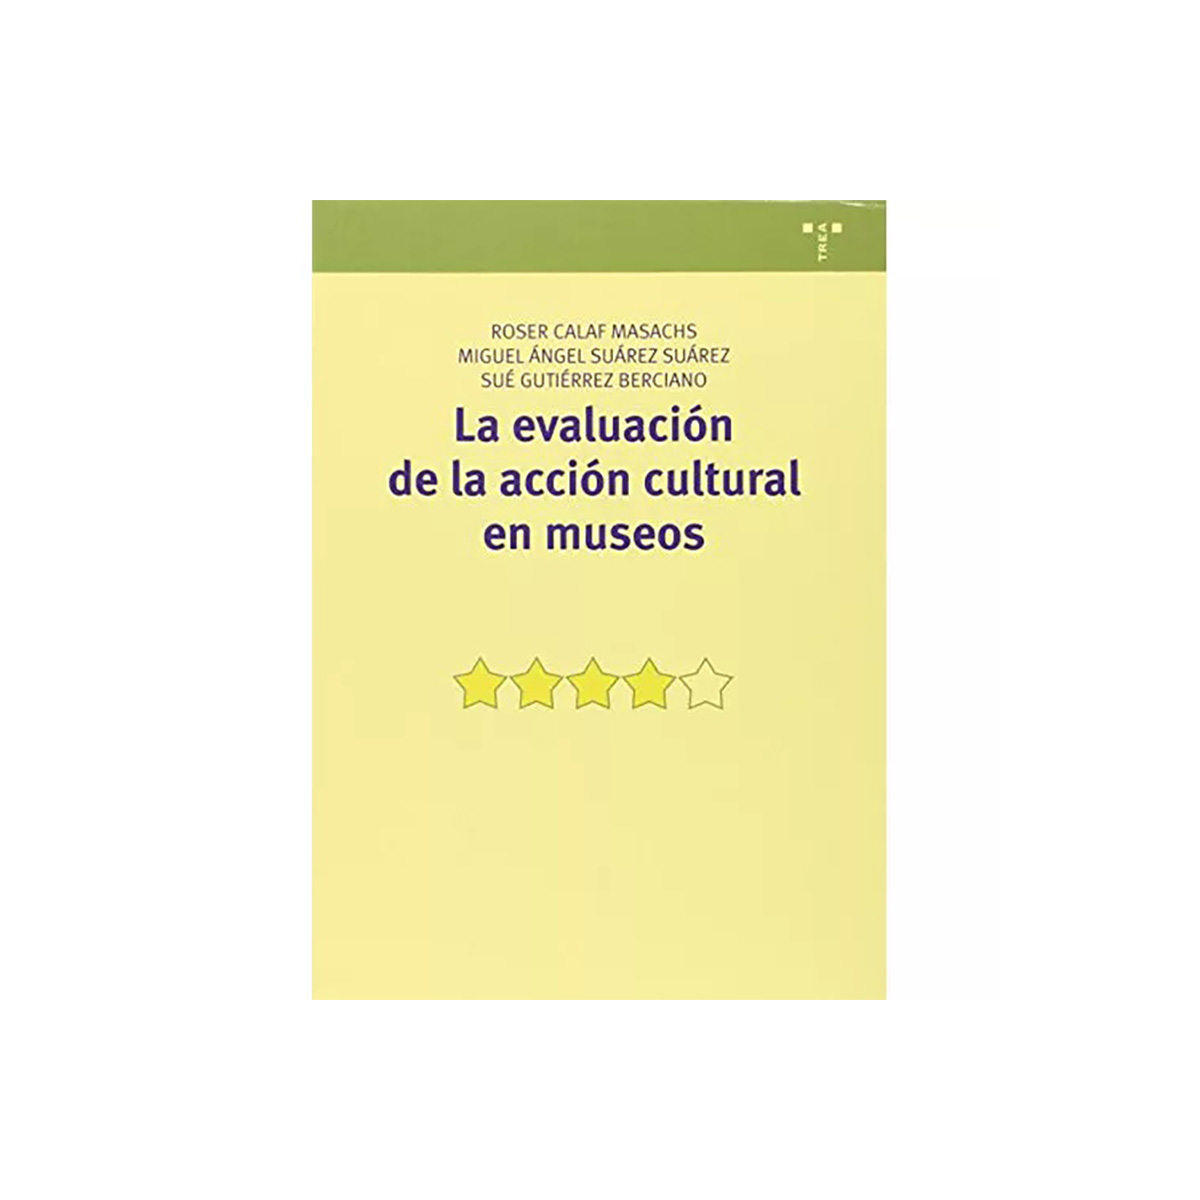 TREA
ROSER CALAF MASACHS
MIGUEL ÁNGEL SUÁREZ SUÁREZ
SUÉ GUTIÉRREZ BERCIANO
La evaluación
de la acción cultural
en museos